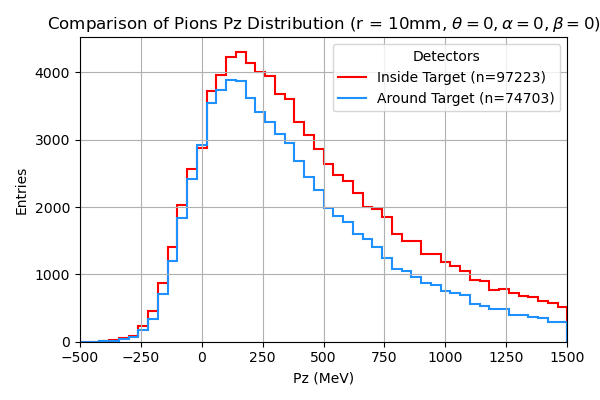 Comparison of Pions Pz Distribution (r = 10mm, θ = 0, α = 0, β = 0)
Detectors
Inside Target (n=97223)
Around Target (n=74703)
Entries
4000
3000
2000
1000
0
−500 −250 0 250 500 750 1000 1250 1500
Pz (MeV)